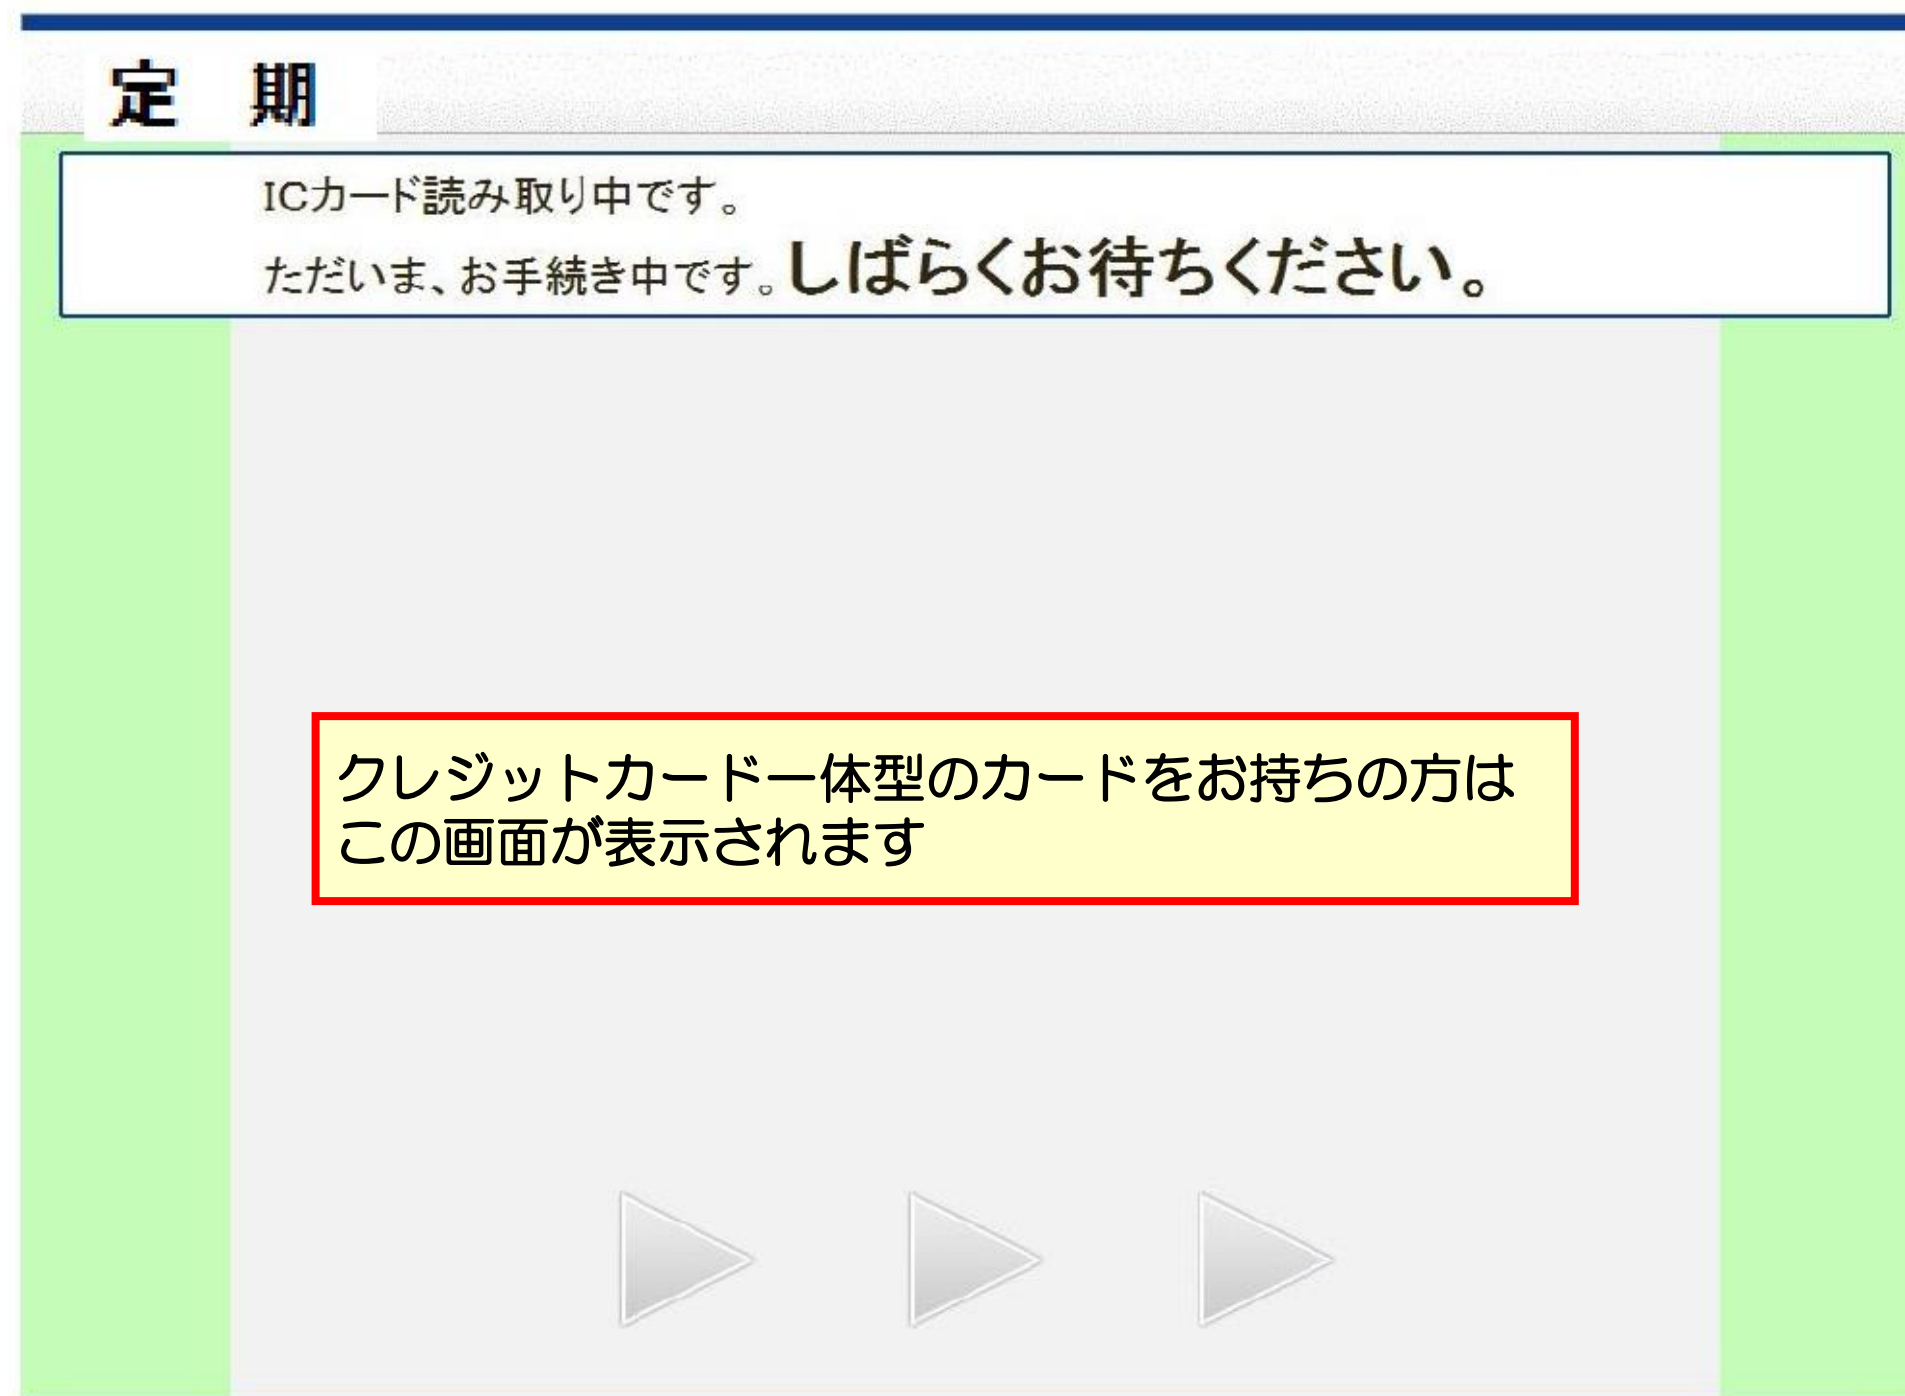 定　期
ICカード読み取り中です。
ただいま、お手続き中です。しばらくお待ちください。
クレジットカード一体型のカードをお持ちの方は
この画面が表示されます